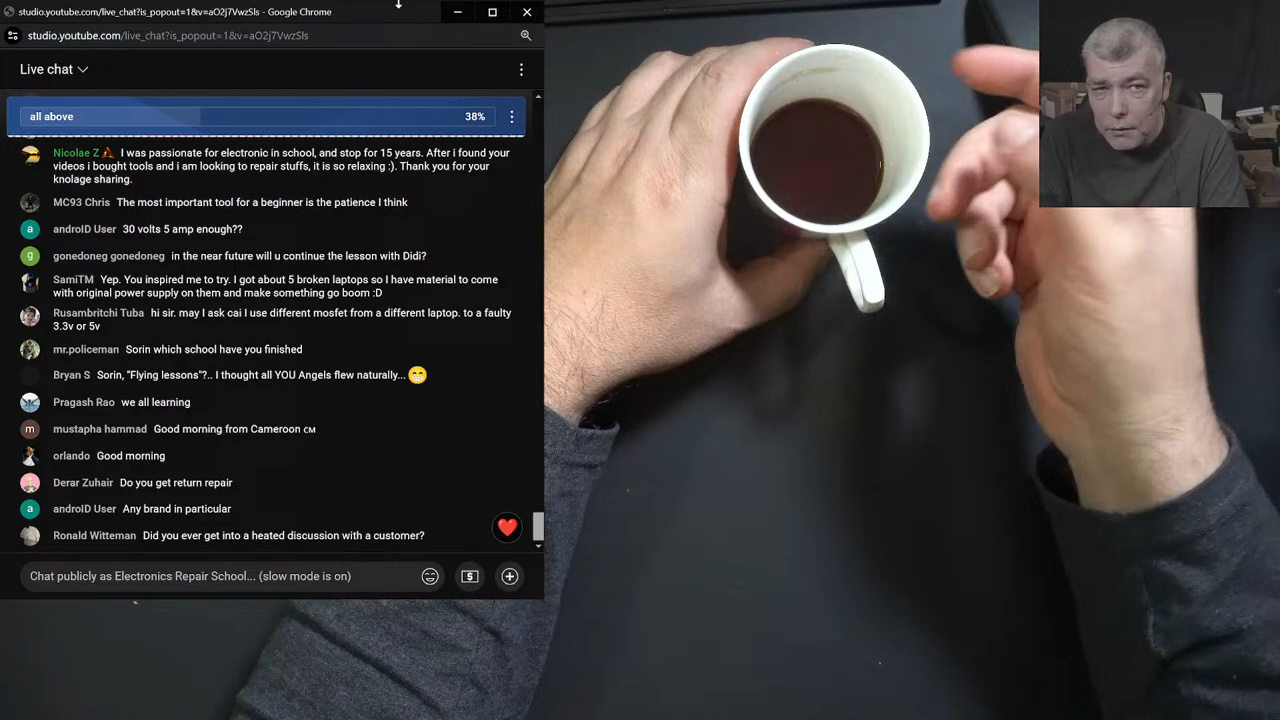 studio.youtube.com/live_chat?is_popout=1&v=aO2j7VwzSls - Google Chrome
studio.youtube.com/live_chat?is_popout=1&v=aO2j7VwzSls
Live chat
all above 38%
Nicolae Z I was passionate for electronic in school, and stop for 15 years. After i found your
videos i bought tools and i am looking to repair stuffs, it is so relaxing :). Thank you for your
knolage sharing.
MC93 Chris The most important tool for a beginner is the patience I think
a androID User 30 volts 5 amp enough??
g gonedoneg gonedoneg in the near future will u continue the lesson with Didi?
SamiTM Yep. You inspired me to try. I got about 5 broken laptops so I have material to come
with original power supply on them and make something go boom :D
Rusambritchi Tuba hi sir. may I ask cai I use different mosfet from a different laptop. to a faulty
3.3v or 5v
mr.policeman Sorin which school have you finished
Bryan S Sorin, "Flying lessons"?.. I thought all YOU Angels flew naturally... 😁
Pragash Rao we all learning
m mustapha hammad Good morning from Cameroon CM
orlando Good morning
Derar Zuhair Do you get return repair
a androID User Any brand in particular
Ronald Witteman Did you ever get into a heated discussion with a customer?
Chat publicly as Electronics Repair School... (slow mode is on)